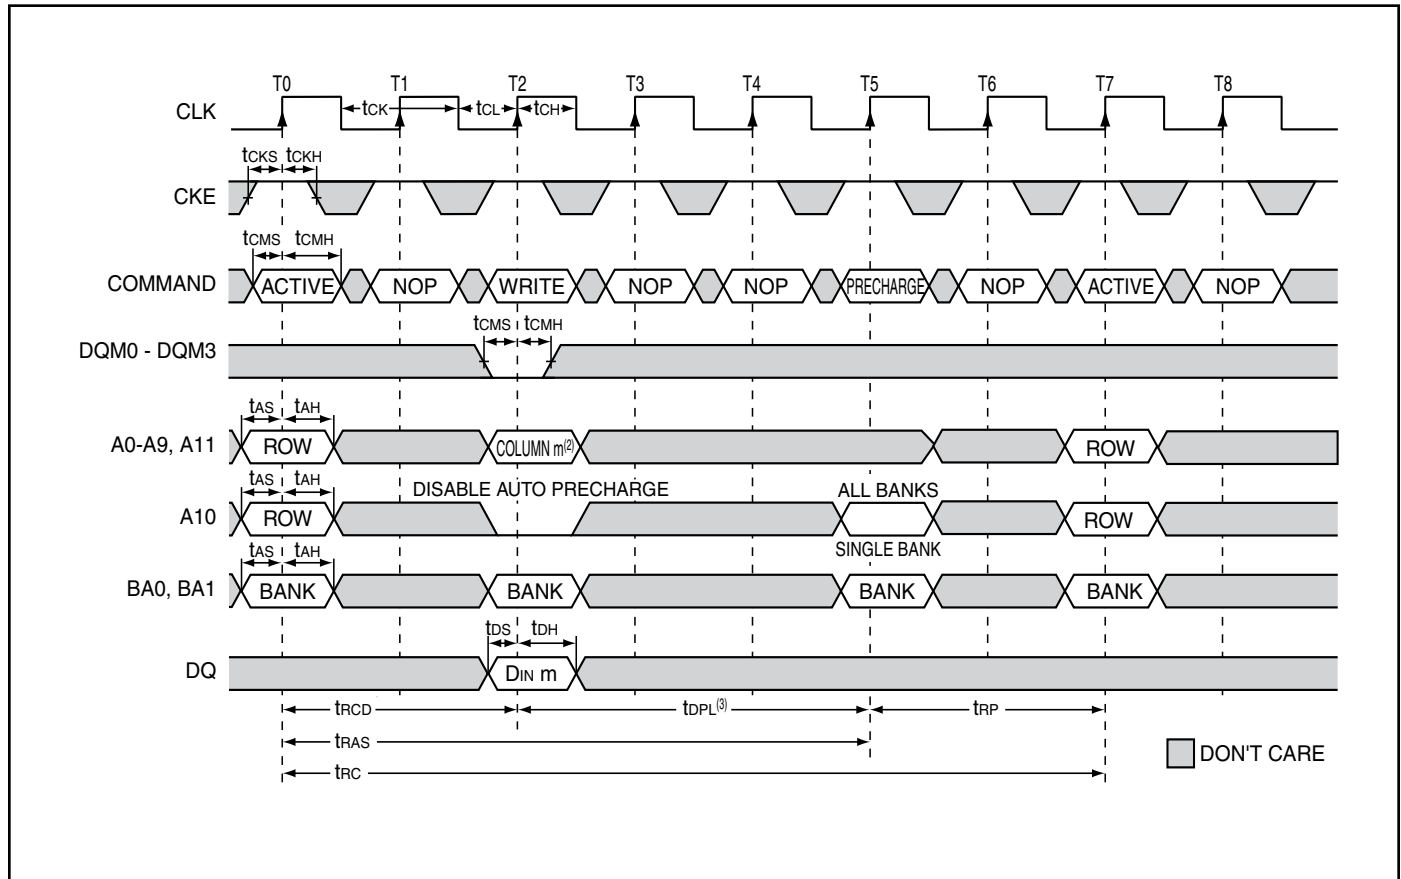 T0 T1 T2 T3 T4 T5 T6 T7 T8
CLK tCK tCL tCH
tCKS tCKH
CKE
tCMS tCMH
COMMAND ACTIVE NOP WRITE NOP NOP PRECHARGE NOP ACTIVE NOP
tCMS tCMH
DQM0 - DQM3
tAS tAH
A0-A9, A11 ROW COLUMN m(2) ROW
tAS tAH DISABLE AUTO PRECHARGE ALL BANKS
A10 ROW ROW
tAS tAH SINGLE BANK
BA0, BA1 BANK BANK BANK BANK
tDS tDH
DQ DIN m
tRCD tDPL(3) tRP
tRAS
DON'T CARE
tRC